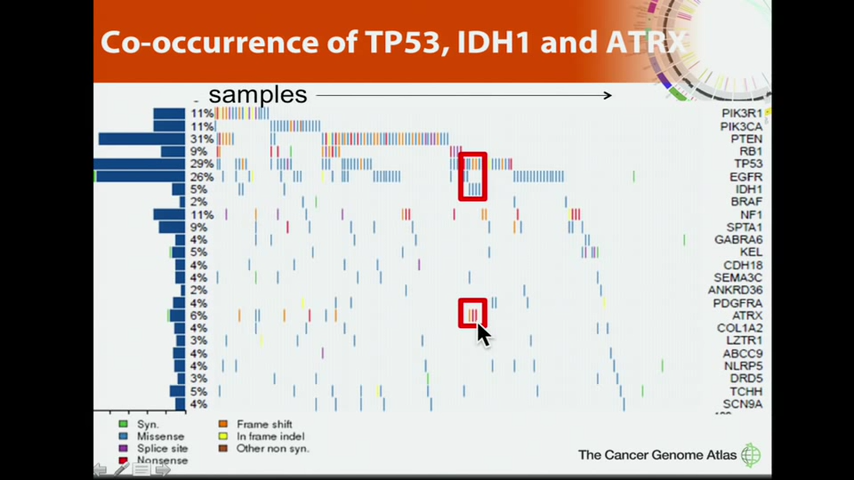 Co-occurrence of TP53, IDH1 and ATRX
samples
11% PIK3R1
11% PIK3CA
31% PTEN
9% RB1
29% TP53
26% EGFR
5% IDH1
2% BRAF
11% NF1
9% SPTA1
4% GABRA6
5% KEL
4% CDH18
4% SEMA3C
2% ANKRD36
4% PDGFRA
6% ATRX
4% COL1A2
3% LZTR1
4% ABCC9
4% NLRP5
3% DRD5
5% TCHH
4% SCN9A
Syn. Frame shift
Missense In frame indel
Splice site Other non syn.
Nonsense
The Cancer Genome Atlas